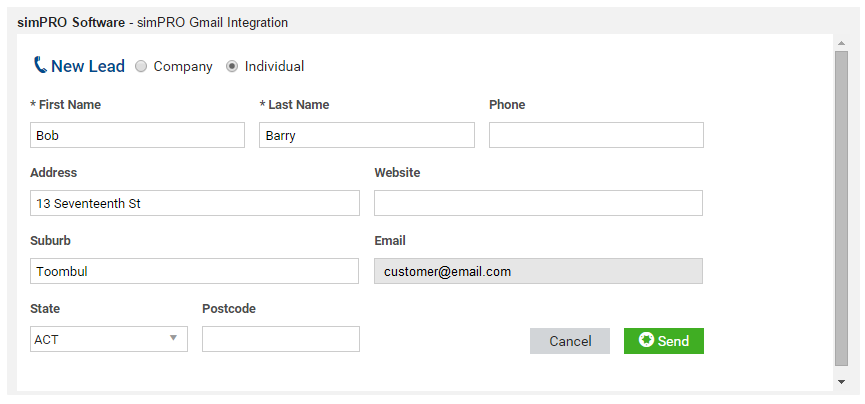 simPRO Software - simPRO Gmail Integration
New Lead Company Individual
* First Name * Last Name Phone
Bob Barry
Address Website
13 Seventeenth St
Suburb Email
Toombul customer@email.com
State Postcode
ACT Cancel Send